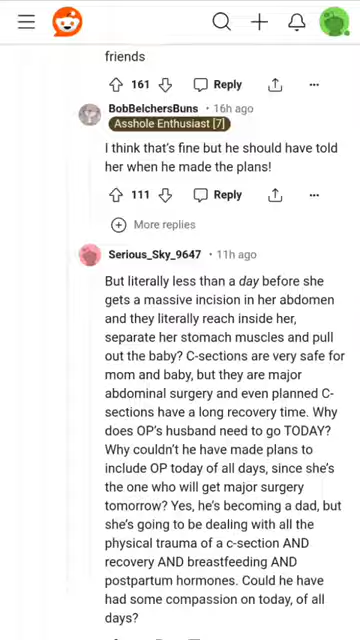 friends
161 Reply ...
BobBelchersBuns • 16h ago
Asshole Enthusiast [7]
I think that's fine but he should have told
her when he made the plans!
111 Reply ...
More replies
Serious_Sky_9647 • 11h ago
But literally less than a day before she
gets a massive incision in her abdomen
and they literally reach inside her,
separate her stomach muscles and pull
out the baby? C-sections are very safe for
mom and baby, but they are major
abdominal surgery and even planned C-
sections have a long recovery time. Why
does OP's husband need to go TODAY?
Why couldn't he have made plans to
include OP today of all days, since she's
the one who will get major surgery
tomorrow? Yes, he's becoming a dad, but
she's going to be dealing with all the
physical trauma of a c-section AND
recovery AND breastfeeding AND
postpartum hormones. Could he have
had some compassion on today, of all
days?